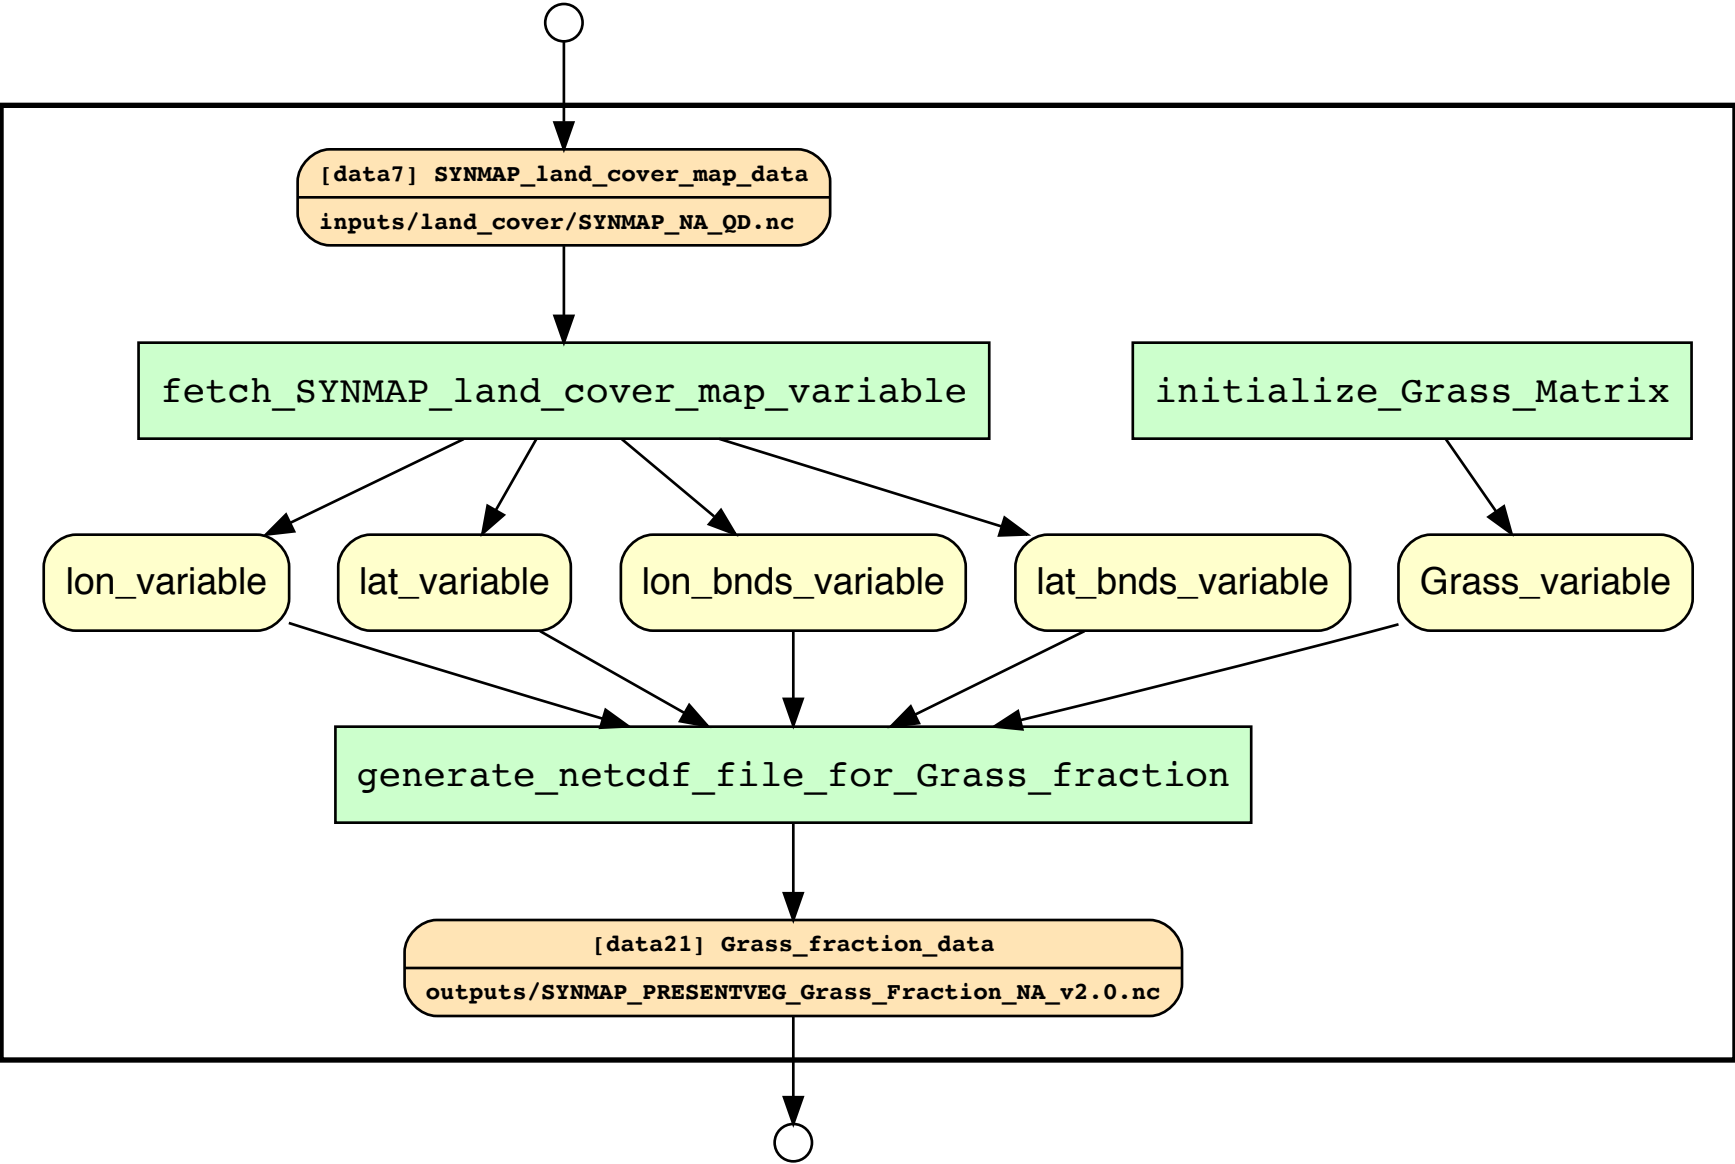 [data7] SYNMAP_land_cover_map_data
inputs/land_cover/SYNMAP_NA_QD.nc
fetch_SYNMAP_land_cover_map_variable
initialize_Grass_Matrix
lon_variable
lat_variable
lon_bnds_variable
lat_bnds_variable
Grass_variable
generate_netcdf_file_for_Grass_fraction
[data21] Grass_fraction_data
outputs/SYNMAP_PRESENTVEG_Grass_Fraction_NA_v2.0.nc